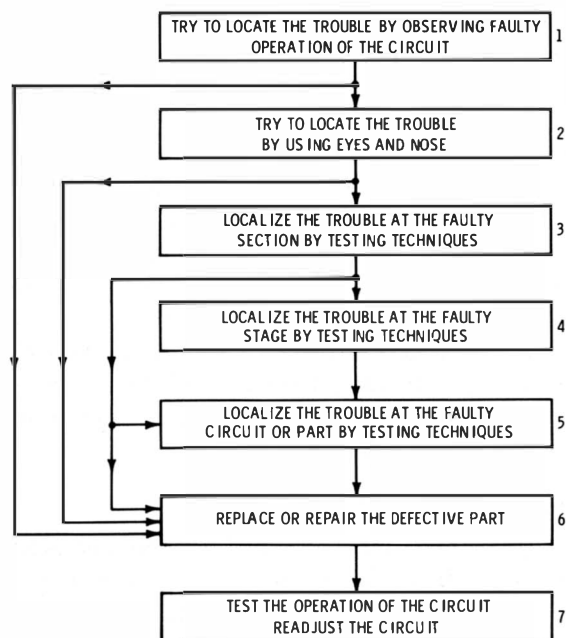 TRY TO LOCATE THE TROUBLE BY OBSERVING FAULTY
OPERATION OF THE CIRCUIT
1
TRY TO LOCATE THE TROUBLE
BY USING EYES AND NOSE
2
LOCALIZE THE TROUBLE AT THE FAULTY
SECTION BY TESTING TECHNIQUES
3
LOCALIZE THE TROUBLE AT THE FAULTY
STAGE BY TESTING TECHNIQUES
4
LOCALIZE THE TROUBLE AT THE FAULTY
CIRCUIT OR PART BY TESTING TECHNIQUES
5
REPLACE OR REPAIR THE DEFECTIVE PART
6
TEST THE OPERATION OF THE CIRCUIT
READJUST THE CIRCUIT
7